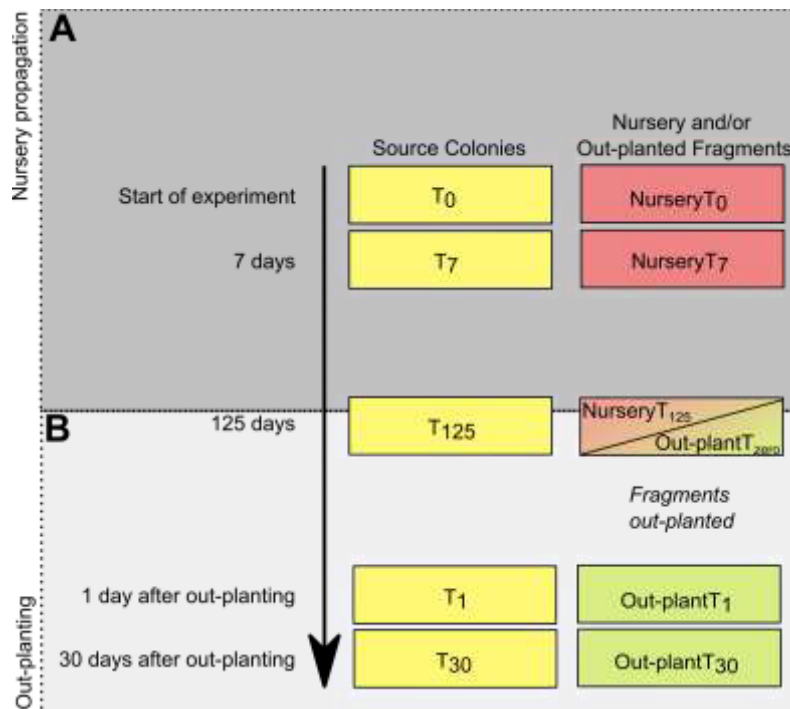 A
Nursery propagation
Nursery and/or
Source Colonies Out-planted Fragments
Start of experiment T₀ NurseryT₀
7 days T₇ NurseryT₇
B
125 days T₁₂₅ NurseryT₁₂₅
Out-plantT_zero
Fragments
out-planted
Out-planting
1 day after out-planting T₁ Out-plantT₁
30 days after out-planting T₃₀ Out-plantT₃₀